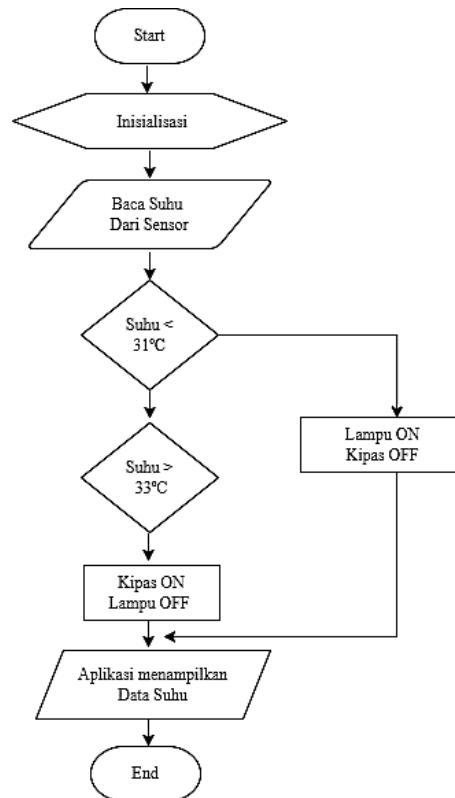 Start
Inisialisasi
Baca Suhu
Dari Sensor
Suhu <
31°C
Lampu ON
Kipas OFF
Suhu >
33°C
Kipas ON
Lampu OFF
Aplikasi menampilkan
Data Suhu
End